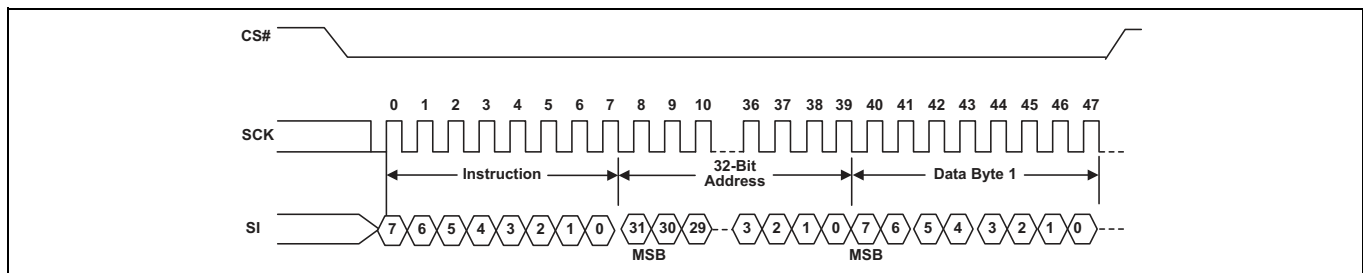 CS#
0 1 2 3 4 5 6 7 8 9 10 36 37 38 39 40 41 42 43 44 45 46 47
SCK
Instruction
32-Bit
Address
Data Byte 1
SI
7 6 5 4 3 2 1 0 31 30 29 3 2 1 0 7 6 5 4 3 2 1 0
MSB MSB